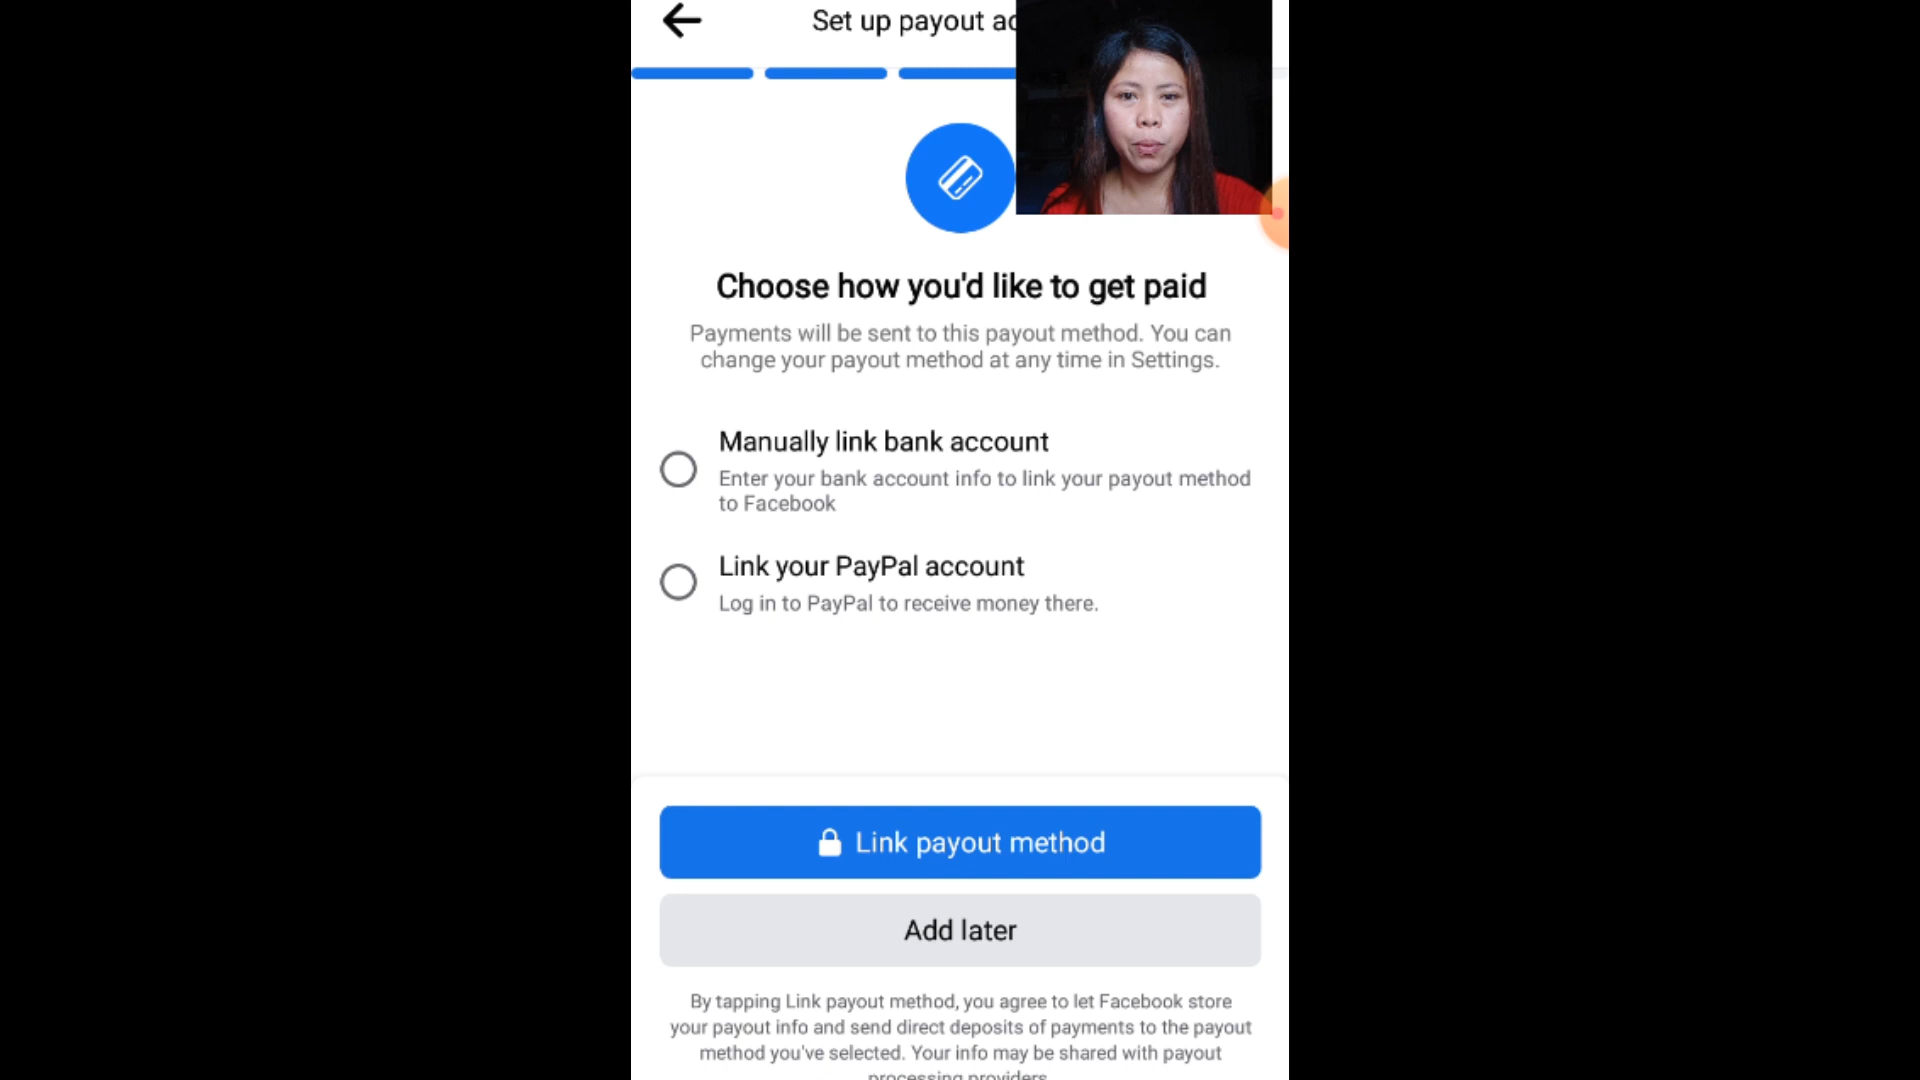 Set up payout
Choose how you'd like to get paid
Payments will be sent to this payout method. You can
change your payout method at any time in Settings.
Manually link bank account
Enter your bank account info to link your payout method
to Facebook
Link your PayPal account
Log in to PayPal to receive money there.
Link payout method
Add later
By tapping Link payout method, you agree to let Facebook store
your payout info and send direct deposits of payments to the payout
method you've selected. Your info may be shared with payout
processing providers